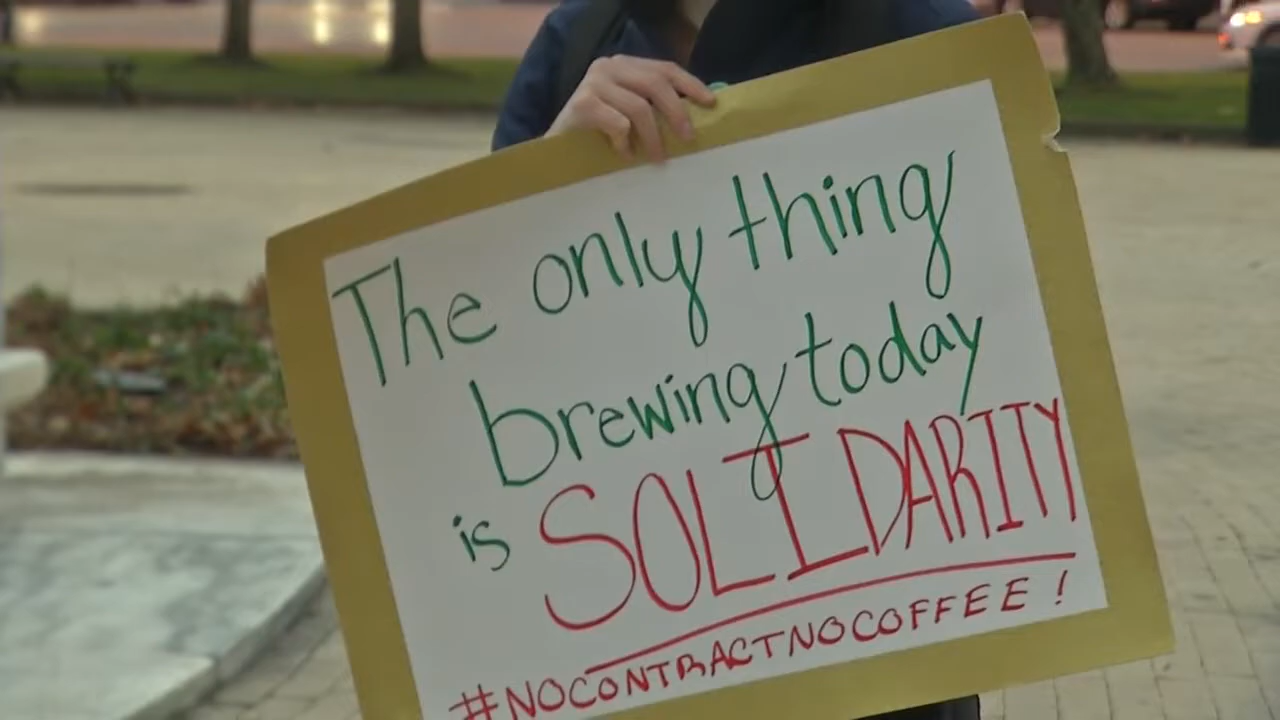 The only thing
brewing today
is SOLIDARITY
#NOCONTRACTNOCOFFEE!